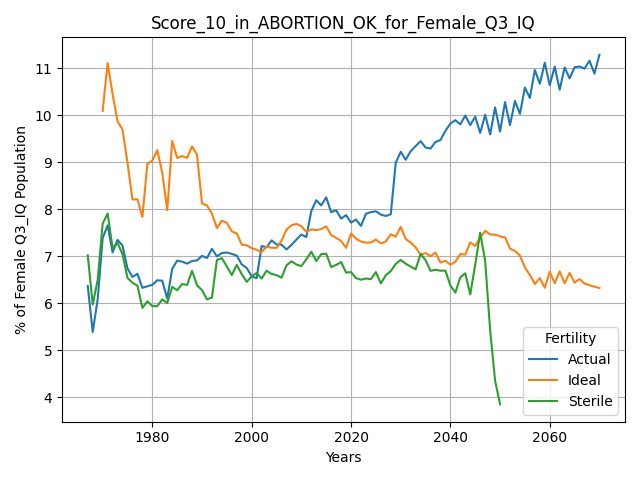 Score_10_in_ABORTION_OK_for_Female_Q3_IQ
% of Female Q3_IQ Population
11
10
9
8
7
6
5
4
Fertility
Actual
Ideal
Sterile
1980 2000 2020 2040 2060
Years